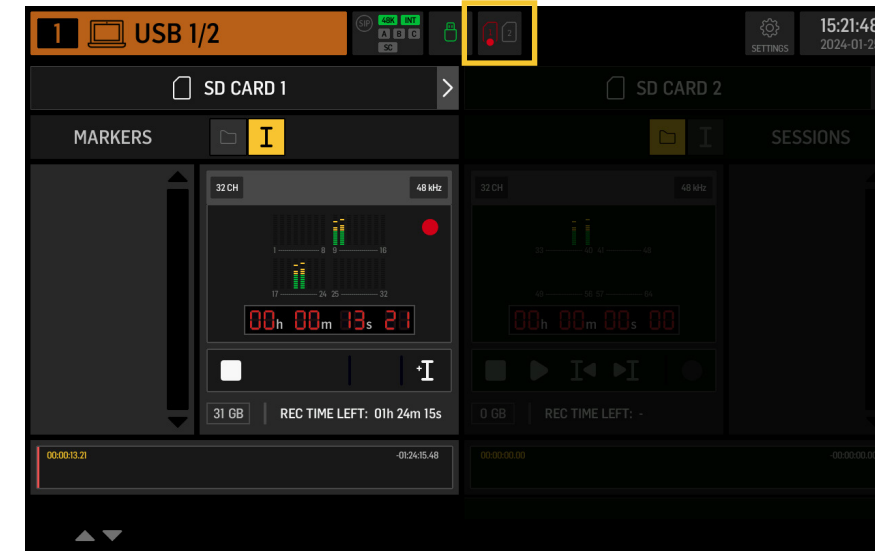 1 USB 1/2
SIP 48K INT
A B C
SC
1 2
SETTINGS
15:21:48
2024-01-2
SD CARD 1
SD CARD 2
MARKERS
SESSIONS
32 CH 48 kHz
32 CH 48 kHz
1 8 9 16
33 40 41 48
17 24 25 32
49 56 57 64
00h 00m 13s 21
00h 00m 00s 00
31 GB REC TIME LEFT: 01h 24m 15s
0 GB REC TIME LEFT: -
00:00:13.21 -01:24:15.48
00:00:00.00 -00:00:00.00